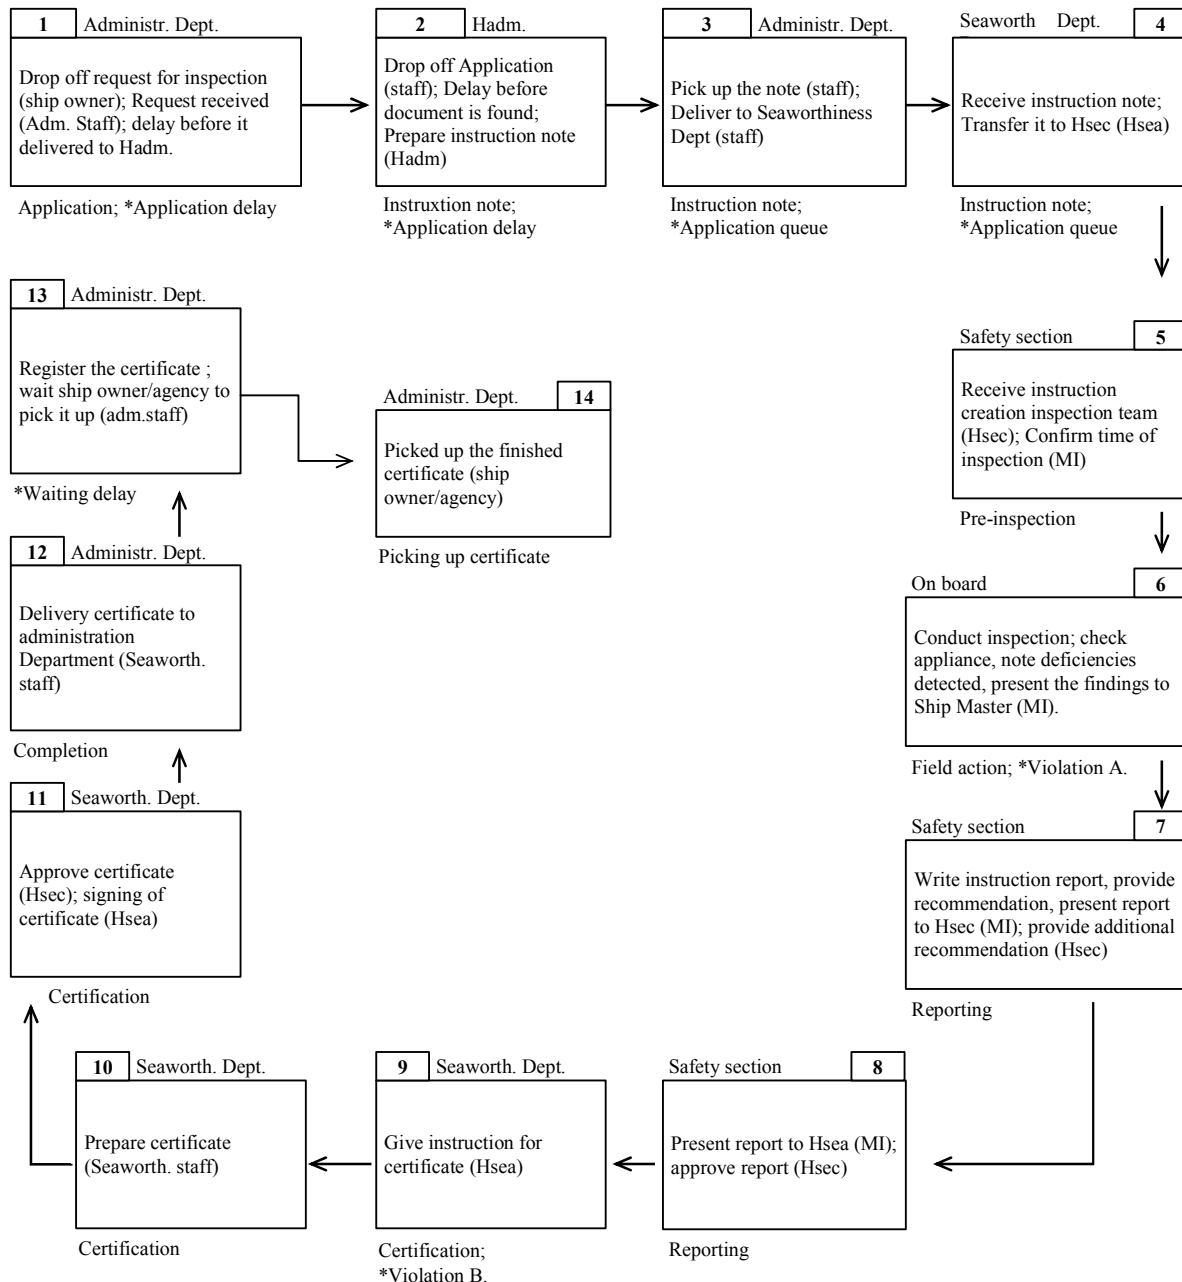 1 Administr. Dept.
Drop off request for inspection
(ship owner); Request received
(Adm. Staff); delay before it
delivered to Hadm.
Application; *Application delay
2 Hadm.
Drop off Application
(staff); Delay before
document is found;
Prepare instruction note
(Hadm)
Instruxtion note;
*Application delay
3 Administr. Dept.
Pick up the note (staff);
Deliver to Seaworthiness
Dept (staff)
Instruction note;
*Application queue
Seaworth Dept. 4
Receive instruction note;
Transfer it to Hsec (Hsea)
Instruction note;
*Application queue
Safety section 5
Receive instruction
creation inspection team
(Hsec); Confirm time of
inspection (MI)
Pre-inspection
On board 6
Conduct inspection; check
appliance, note deficiencies
detected, present the findings to
Ship Master (MI).
Field action; *Violation A.
Safety section 7
Write instruction report, provide
recommendation, present report
to Hsec (MI); provide additional
recommendation (Hsec)
Reporting
Safety section 8
Present report to Hsea (MI);
approve report (Hsec)
Reporting
9 Seaworth. Dept.
Give instruction for
certificate (Hsea)
Certification;
*Violation B.
10 Seaworth. Dept.
Prepare certificate
(Seaworth. staff)
Certification
11 Seaworth. Dept.
Approve certificate
(Hsec); signing of
certificate (Hsea)
Certification
12 Administr. Dept.
Delivery certificate to
administration
Department (Seaworth.
staff)
Completion
13 Administr. Dept.
Register the certificate ;
wait ship owner/agency to
pick it up (adm.staff)
*Waiting delay
Administr. Dept. 14
Picked up the finished
certificate (ship
owner/agency)
Picking up certificate